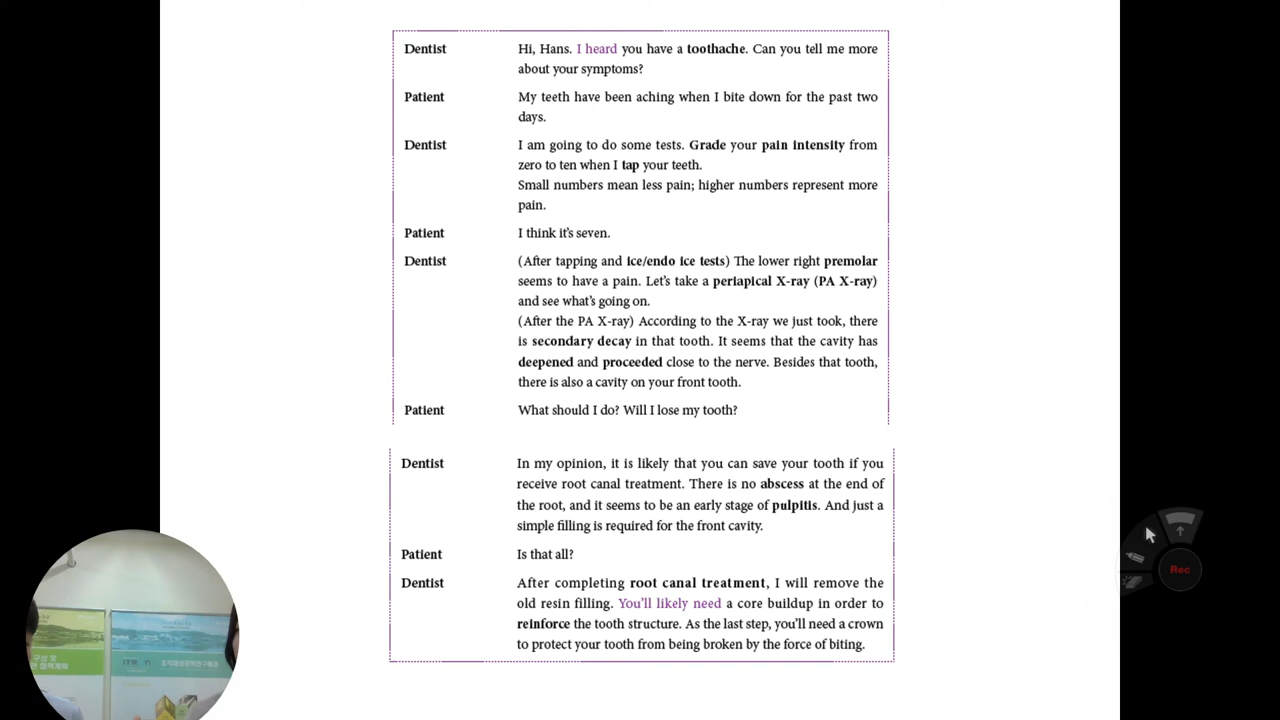 Dentist Hi, Hans. I heard you have a toothache. Can you tell me more
about your symptoms?
Patient My teeth have been aching when I bite down for the past two
days.
Dentist I am going to do some tests. Grade your pain intensity from
zero to ten when I tap your teeth.
Small numbers mean less pain; higher numbers represent more
pain.
Patient I think it's seven.
Dentist (After tapping and ice/endo ice tests) The lower right premolar
seems to have a pain. Let's take a periapical X-ray (PA X-ray)
and see what's going on.
(After the PA X-ray) According to the X-ray we just took, there
is secondary decay in that tooth. It seems that the cavity has
deepened and proceeded close to the nerve. Besides that tooth,
there is also a cavity on your front tooth.
Patient What should I do? Will I lose my tooth?
Dentist In my opinion, it is likely that you can save your tooth if you
receive root canal treatment. There is no abscess at the end of
the root, and it seems to be an early stage of pulpitis. And just a
simple filling is required for the front cavity.
Patient Is that all?
Dentist After completing root canal treatment, I will remove the
old resin filling. You'll likely need a core buildup in order to
reinforce the tooth structure. As the last step, you'll need a crown
to protect your tooth from being broken by the force of biting.
Rec